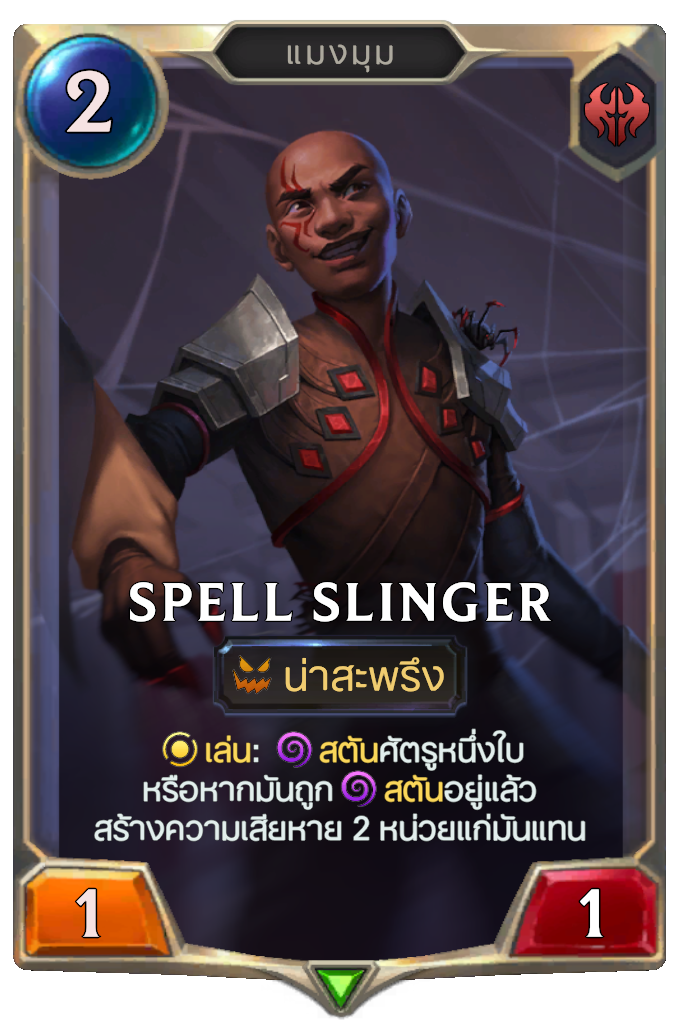 2
แมงมุม
SPELL SLINGER
น่าสะพรึง
เล่น: สตันศัตรูหนึ่งใบ
หรือหากมันถูก สตันอยู่แล้ว
สร้างความเสียหาย 2 หน่วยแก่มันแทน
1
1